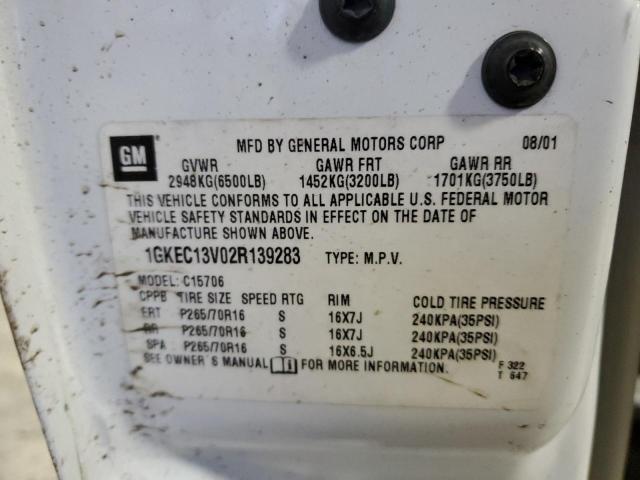 GM
MFD BY GENERAL MOTORS CORP 08/01
GVWR GAWR FRT GAWR RR
2948KG(6500LB) 1452KG(3200LB) 1701KG(3750LB)
THIS VEHICLE CONFORMS TO ALL APPLICABLE U.S. FEDERAL MOTOR
VEHICLE SAFETY STANDARDS IN EFFECT ON THE DATE OF
MANUFACTURE SHOWN ABOVE.
1GKEC13V02R139283 TYPE: M.P.V.
MODEL: C15706
CPPB TIRE SIZE SPEED RTG RIM COLD TIRE PRESSURE
FRT P265/70R16 S 16X7J 240KPA(35PSI)
RR P265/70R16 S 16X7J 240KPA(35PSI)
SPA P265/70R16 S 16X6.5J 240KPA(35PSI)
SEE OWNER'S MANUAL FOR MORE INFORMATION.
F 322
T 647